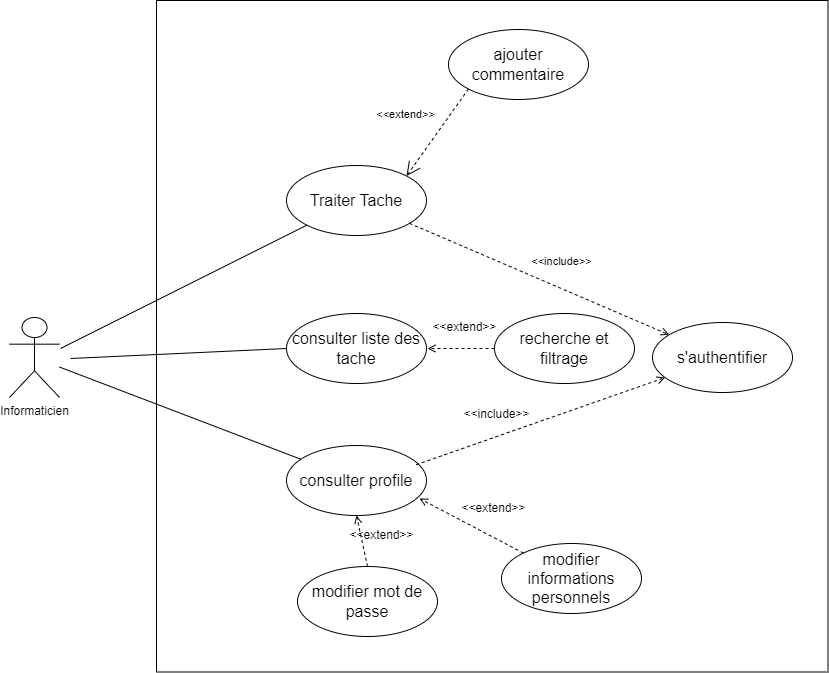 ajouter
commentaire
<<extend>>
Traiter Tache
<<include>>
consulter liste des
tache
<<extend>>
recherche et
filtrage
s'authentifier
Informaticien
<<include>>
consulter profile
<<extend>>
<<extend>>
modifier
informations
personnels
modifier mot de
passe